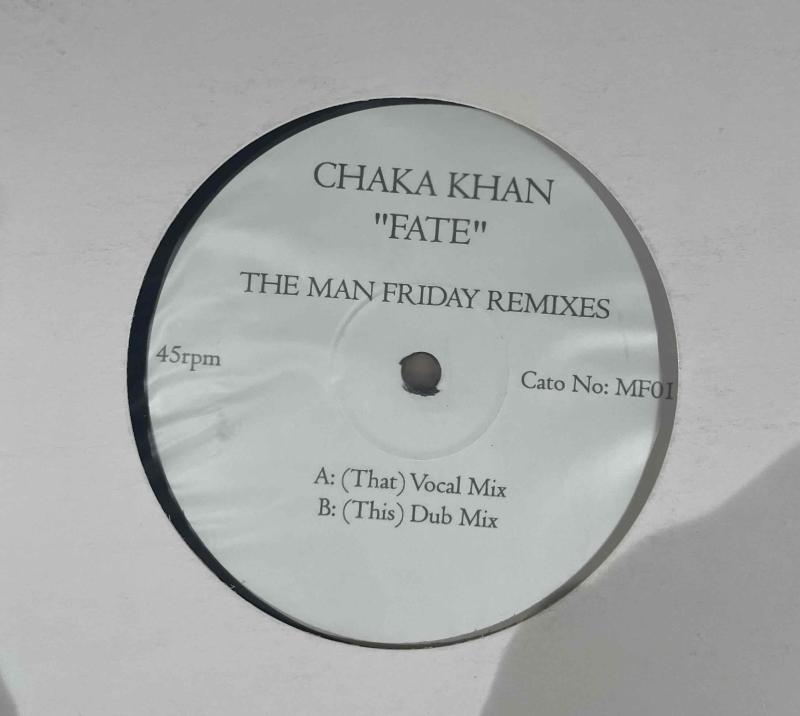 CHAKA KHAN
"FATE"
THE MAN FRIDAY REMIXES
45rpm
Cato No: MF01
A: (That) Vocal Mix
B: (This) Dub Mix